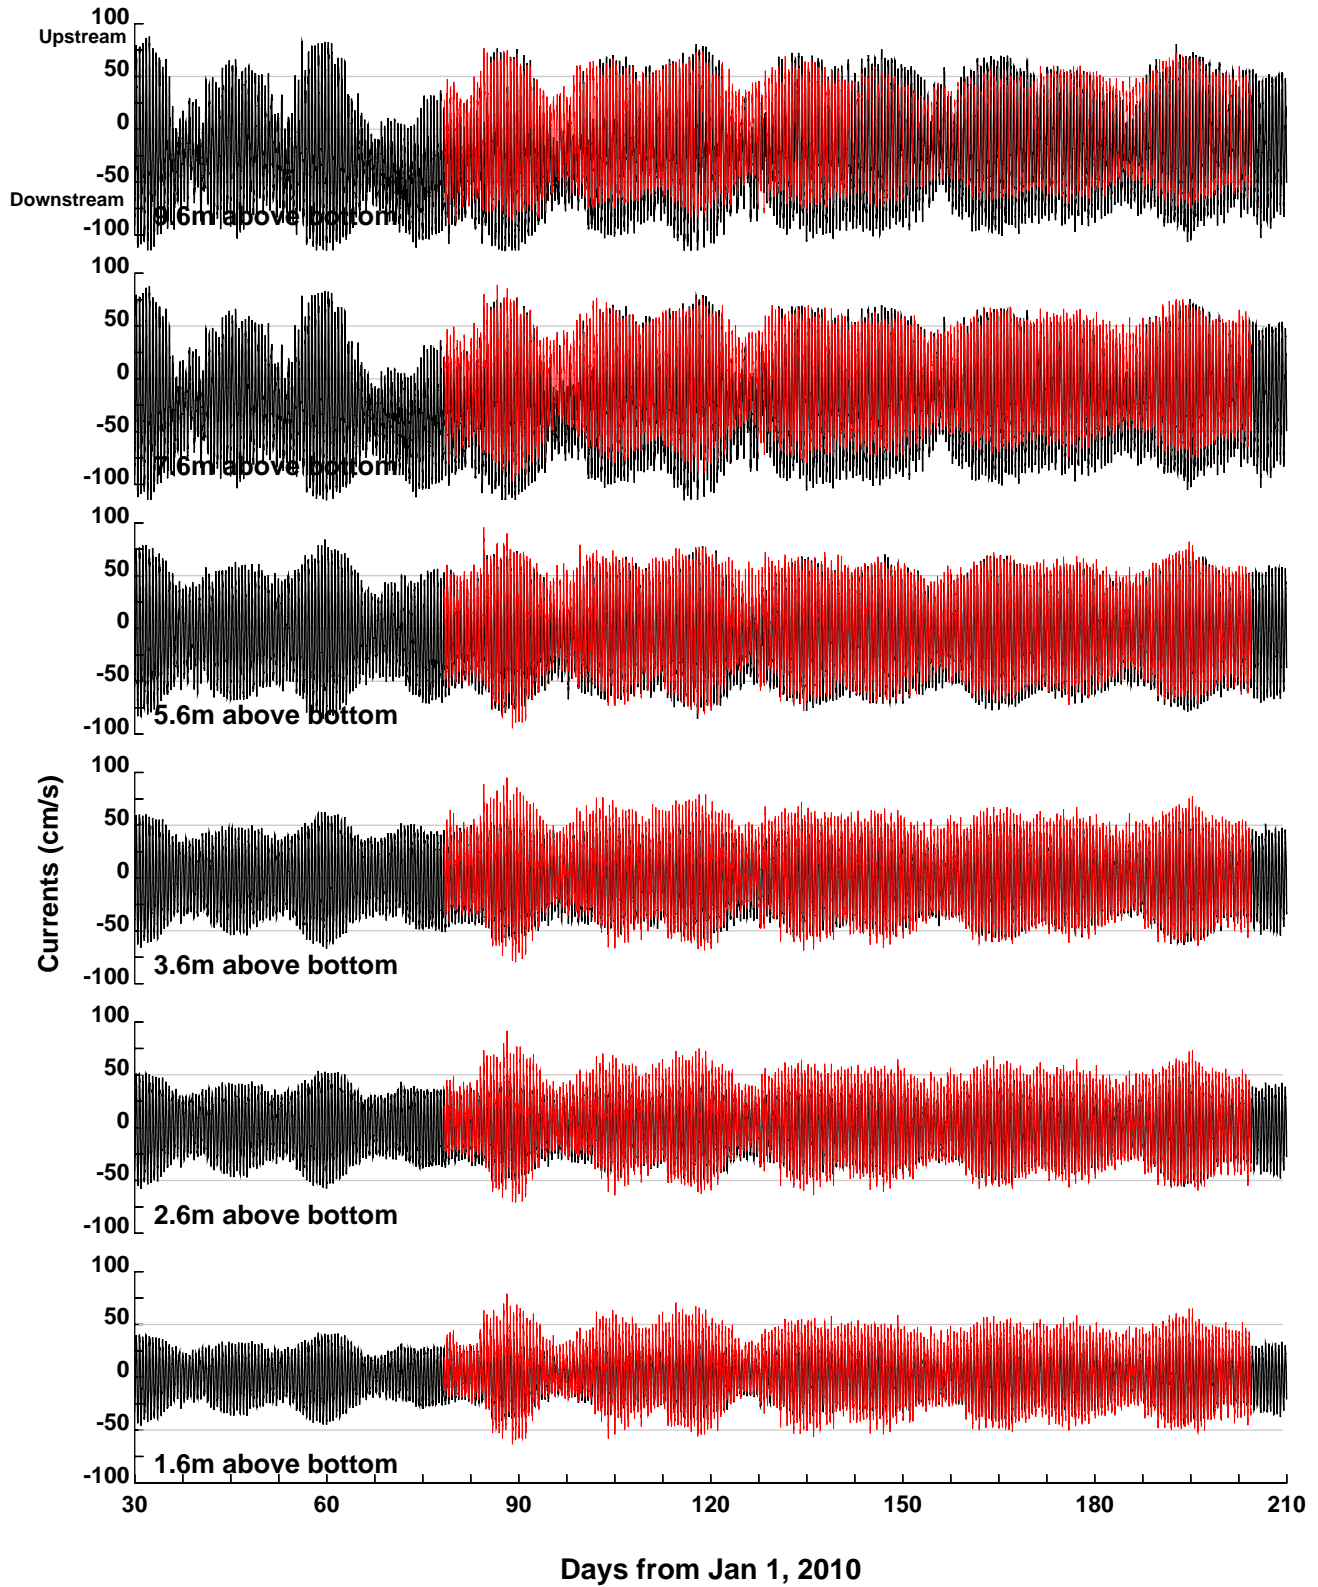 100
Upstream
50
0
-50
Downstream
-100
9.6m above bottom
100
50
0
-50
-100
7.6m above bottom
100
50
0
-50
-100
5.6m above bottom
100
50
0
-50
-100
3.6m above bottom
Currents (cm/s)
100
50
0
-50
-100
2.6m above bottom
100
50
0
-50
-100
1.6m above bottom
30 60 90 120 150 180 210
Days from Jan 1, 2010